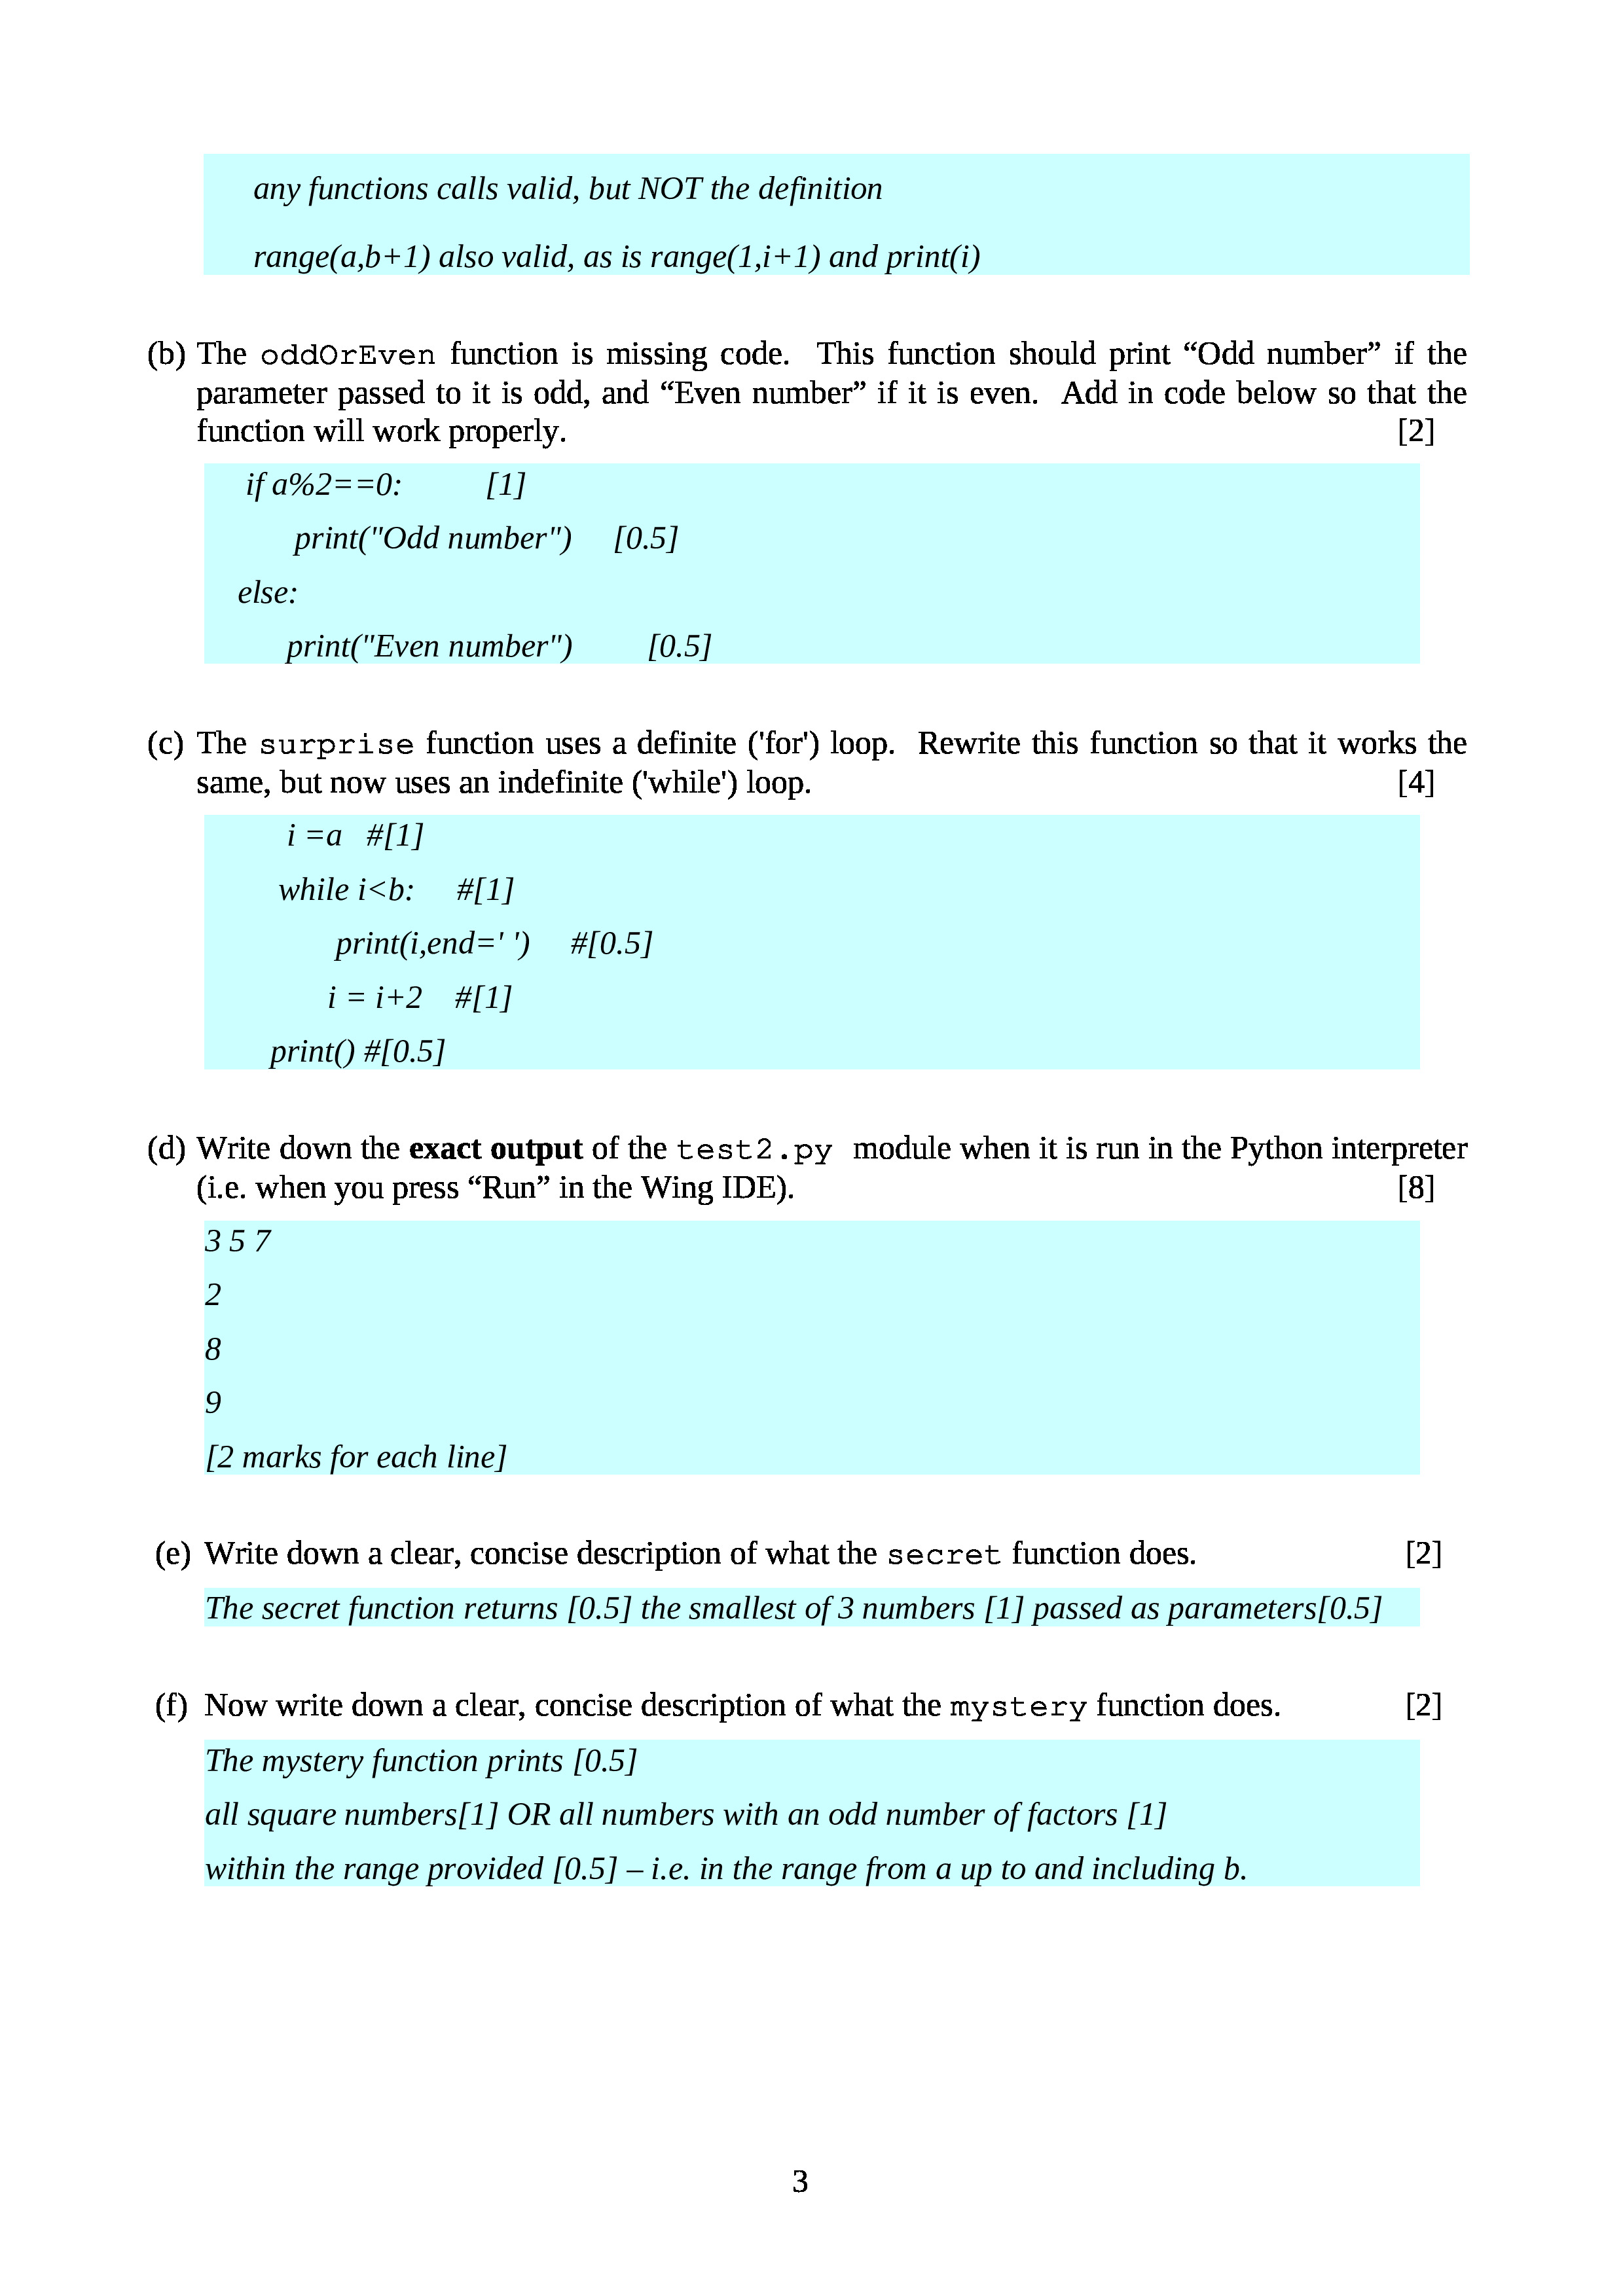 any functions calls valid, but NOT the definition
range(a,b+1) also valid, as is range(1,i+1) and print(i)
(b) The oddOrEven function is missing code. This function should print “Odd number” if the
parameter passed to it is odd, and “Even number” if it is even. Add in code below so that the
function will work properly. [2]
if a%2==0: [1]
print("Odd number") [0.5]
else:
print("Even number") [0.5]
(c) The surprise function uses a definite ('for') loop. Rewrite this function so that it works the
same, but now uses an indefinite ('while') loop. [4]
i =a #[1]
while i<b: #[1]
print(i,end=' ') #[0.5]
i = i+2 #[1]
print() #[0.5]
(d) Write down the exact output of the test2.py module when it is run in the Python interpreter
(i.e. when you press “Run” in the Wing IDE). [8]
3 5 7
2
8
9
[2 marks for each line]
(e) Write down a clear, concise description of what the secret function does. [2]
The secret function returns [0.5] the smallest of 3 numbers [1] passed as parameters[0.5]
(f) Now write down a clear, concise description of what the mystery function does. [2]
The mystery function prints [0.5]
all square numbers[1] OR all numbers with an odd number of factors [1]
within the range provided [0.5] – i.e. in the range from a up to and including b.
3